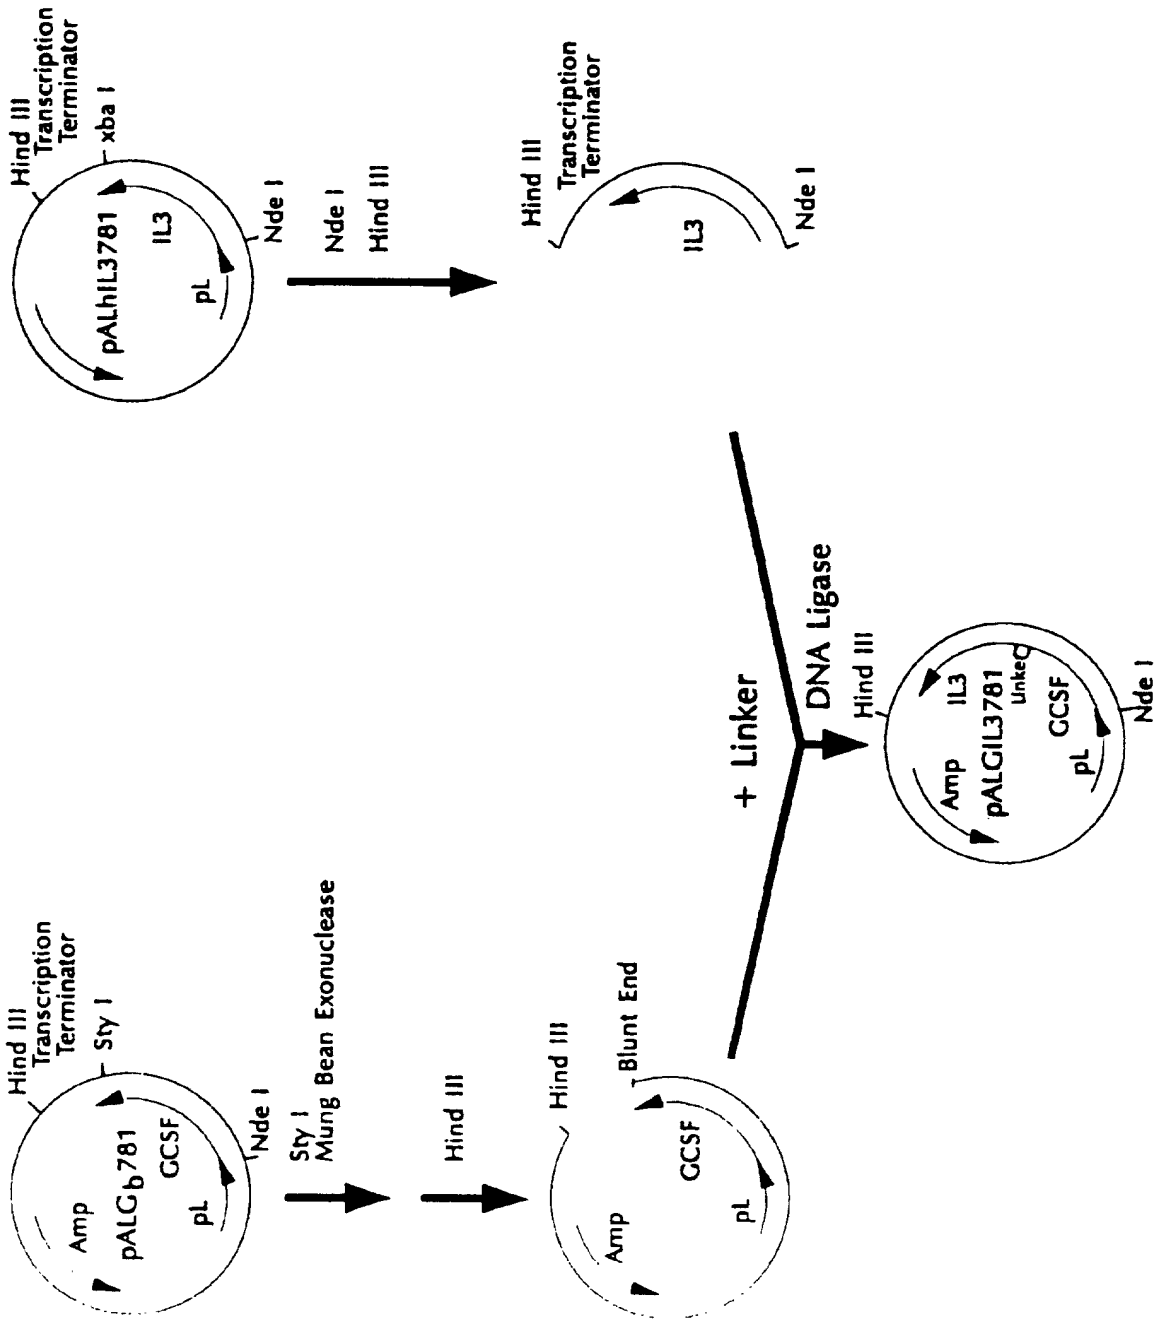 Hind III
Transcription
Terminator
Sty I
Amp
pALGb781
GCSF
pL
Nde I
Sty I
Mung Bean Exonuclease
Hind III
Hind III
Blunt End
Amp
GCSF
pL
Hind III
Transcription
Terminator
xba I
pALhIL3781
IL3
pL
Nde I
Nde I
Hind III
Hind III
Transcription
Terminator
IL3
Nde I
+ Linker
DNA Ligase
Hind III
Amp
IL3
pALGIL3781
GCSF
pL
Nde I